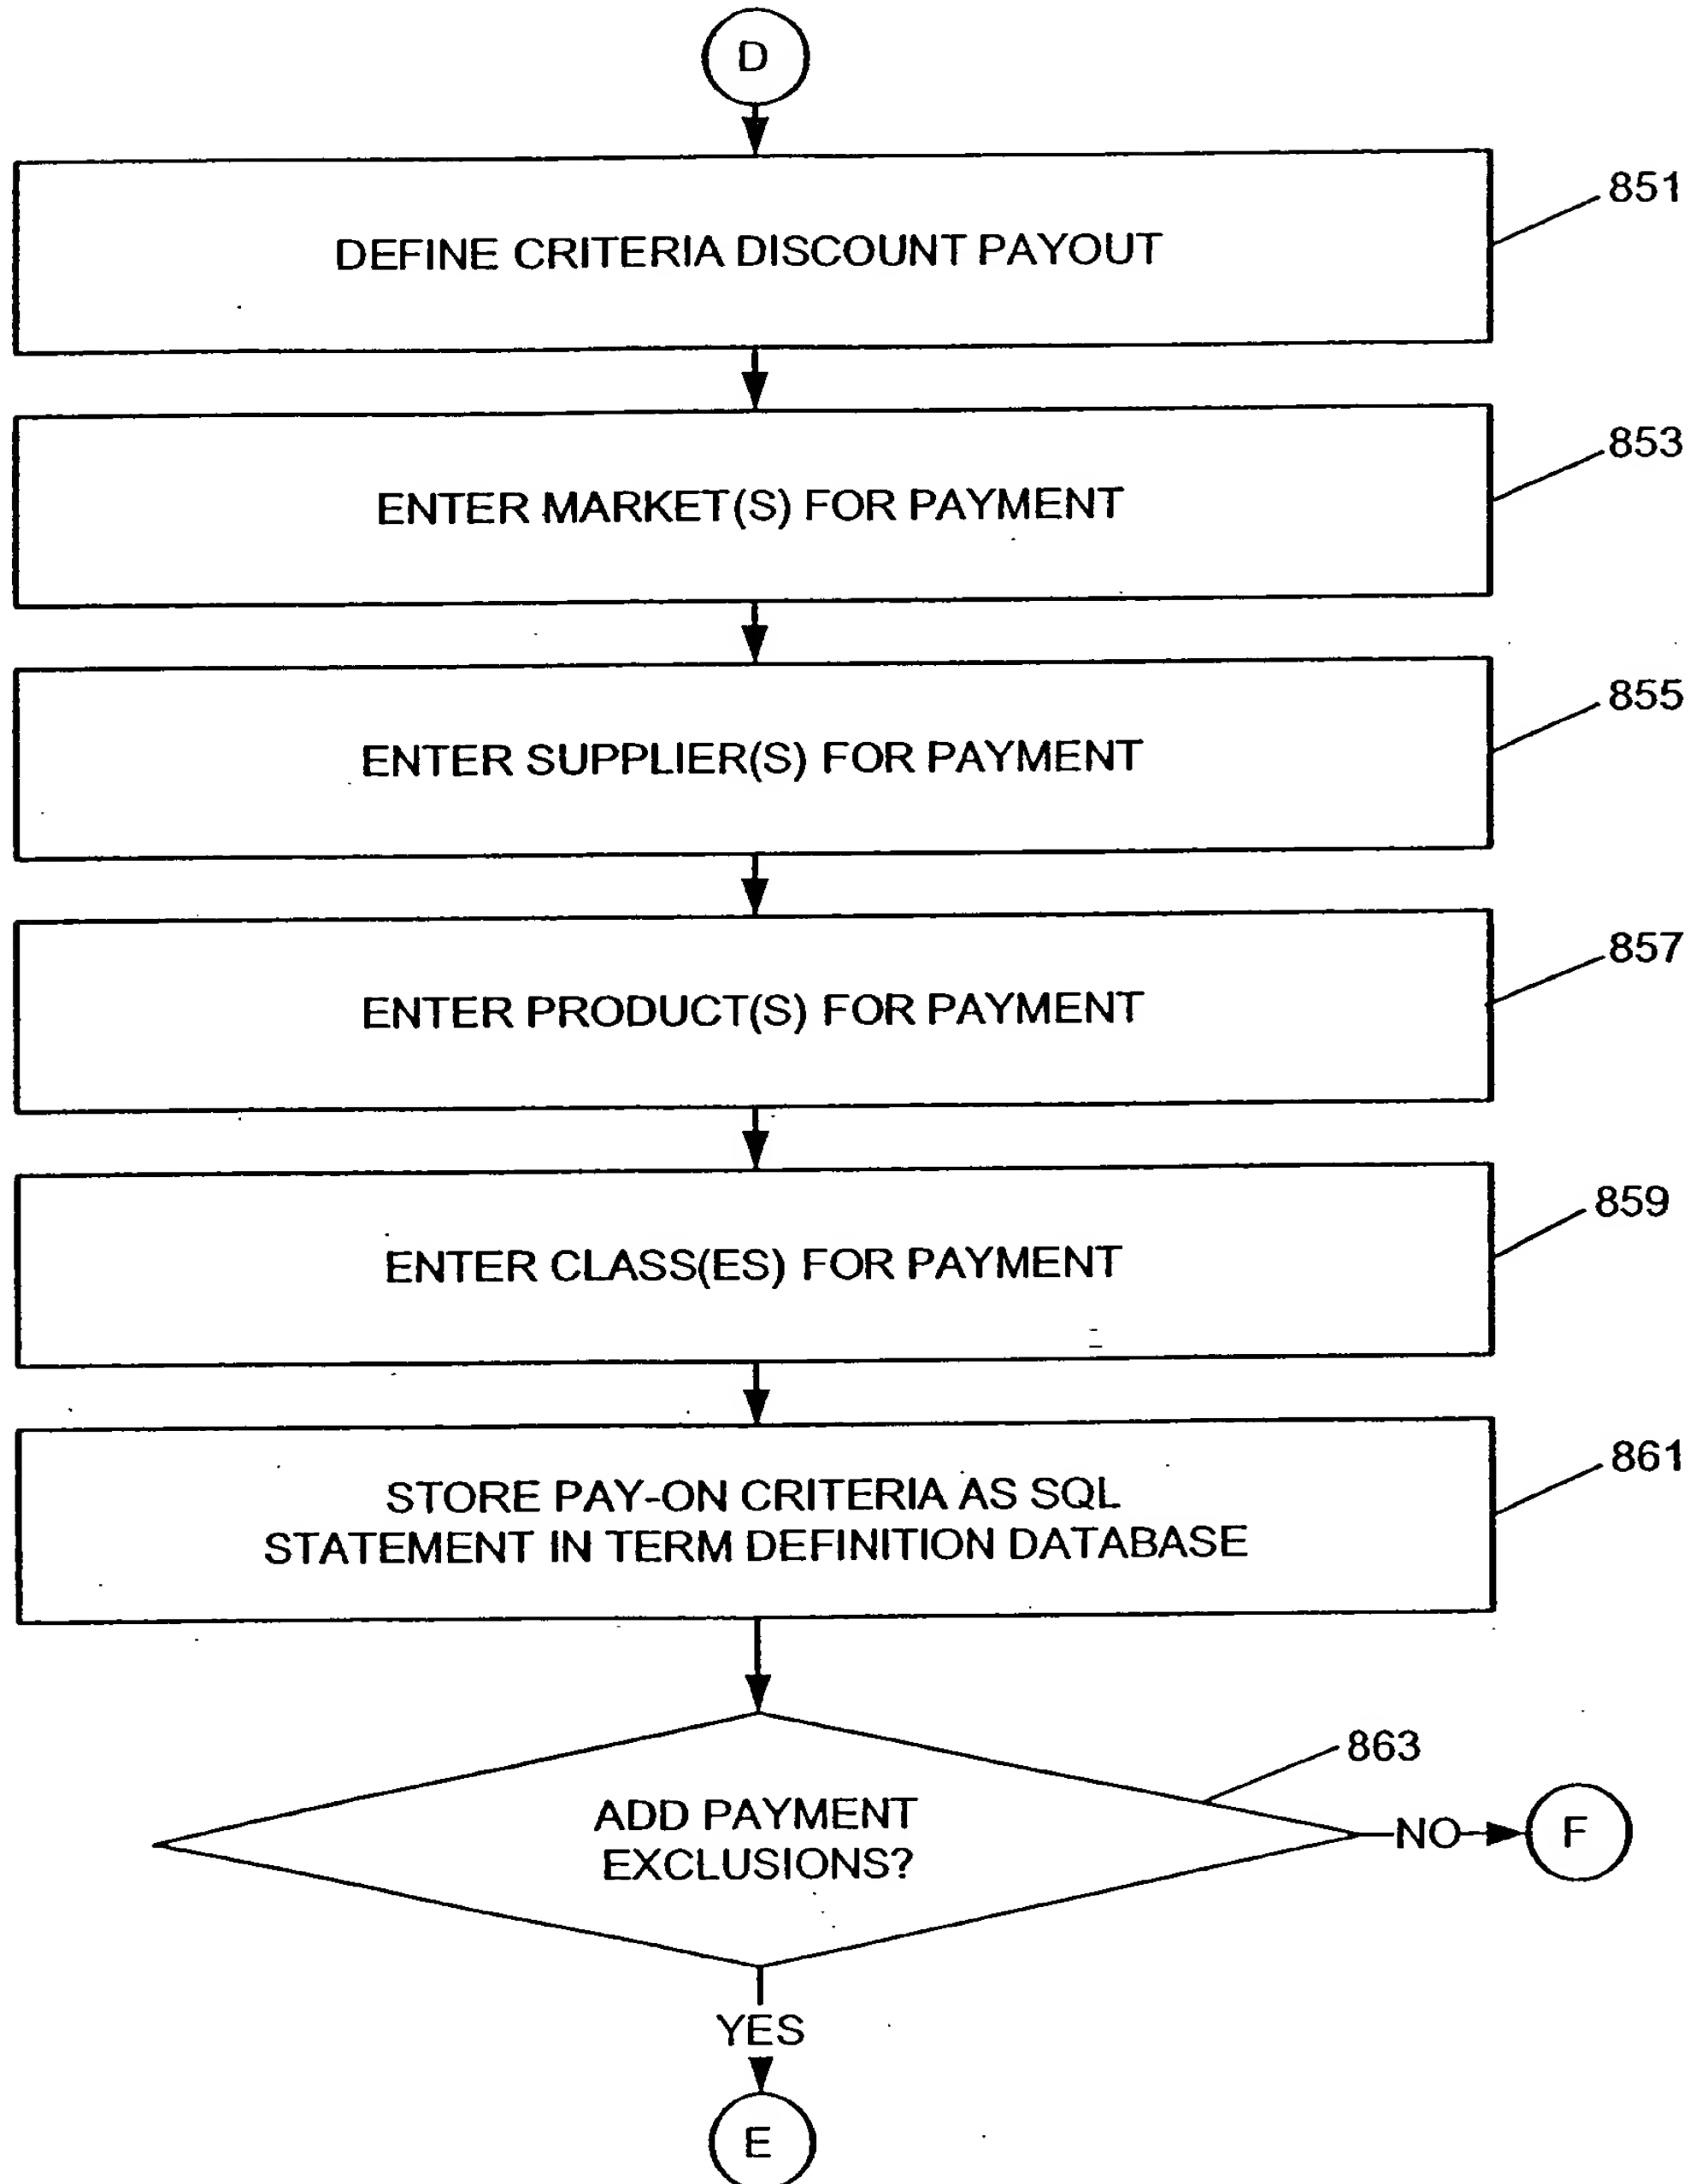 D
851
DEFINE CRITERIA DISCOUNT PAYOUT
853
ENTER MARKET(S) FOR PAYMENT
855
ENTER SUPPLIER(S) FOR PAYMENT
857
ENTER PRODUCT(S) FOR PAYMENT
859
ENTER CLASS(ES) FOR PAYMENT
861
STORE PAY-ON CRITERIA AS SQL
STATEMENT IN TERM DEFINITION DATABASE
863
ADD PAYMENT
EXCLUSIONS?
NO
F
YES
E